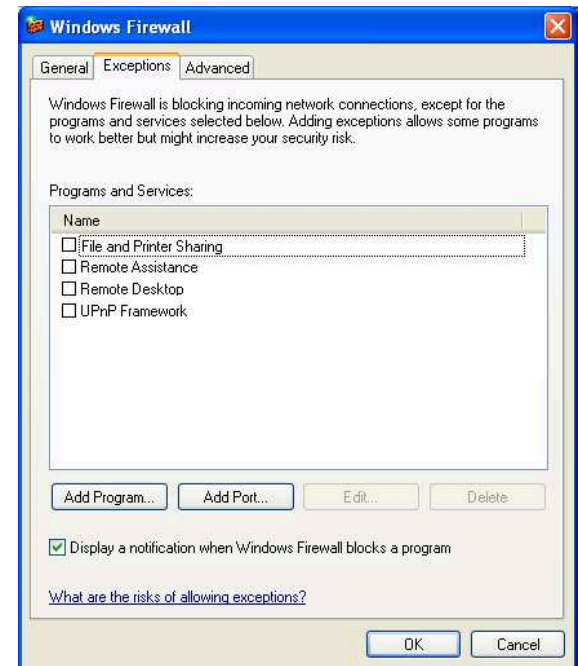 Windows Firewall
General Exceptions Advanced
Windows Firewall is blocking incoming network connections, except for the
programs and services selected below. Adding exceptions allows some programs
to work better but might increase your security risk.
Programs and Services:
Name
File and Printer Sharing
Remote Assistance
Remote Desktop
UPnP Framework
Add Program... Add Port... Edit... Delete
Display a notification when Windows Firewall blocks a program
What are the risks of allowing exceptions?
OK Cancel